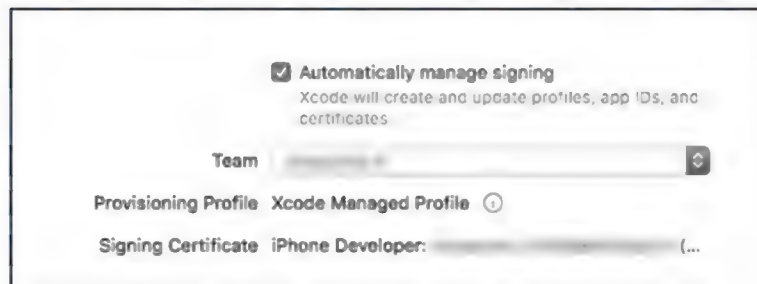 Automatically manage signing
Xcode will create and update profiles, app IDs, and
certificates
Team
Provisioning Profile Xcode Managed Profile
Signing Certificate iPhone Developer: (...